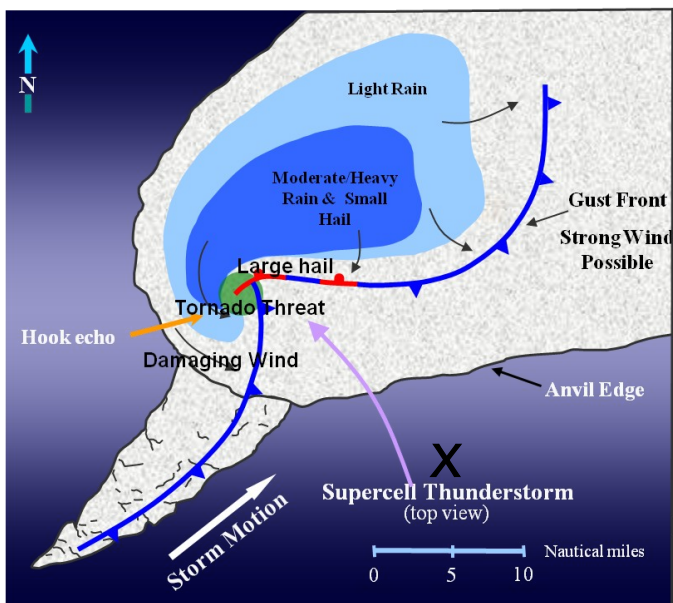 N
Light Rain
Moderate/Heavy
Rain & Small
Hail
Gust Front
Strong Wind
Possible
Large hail
Tornado Threat
Hook echo
Damaging Wind
Anvil Edge
X
Supercell Thunderstorm
(top view)
Storm Motion
Nautical miles
0 5 10